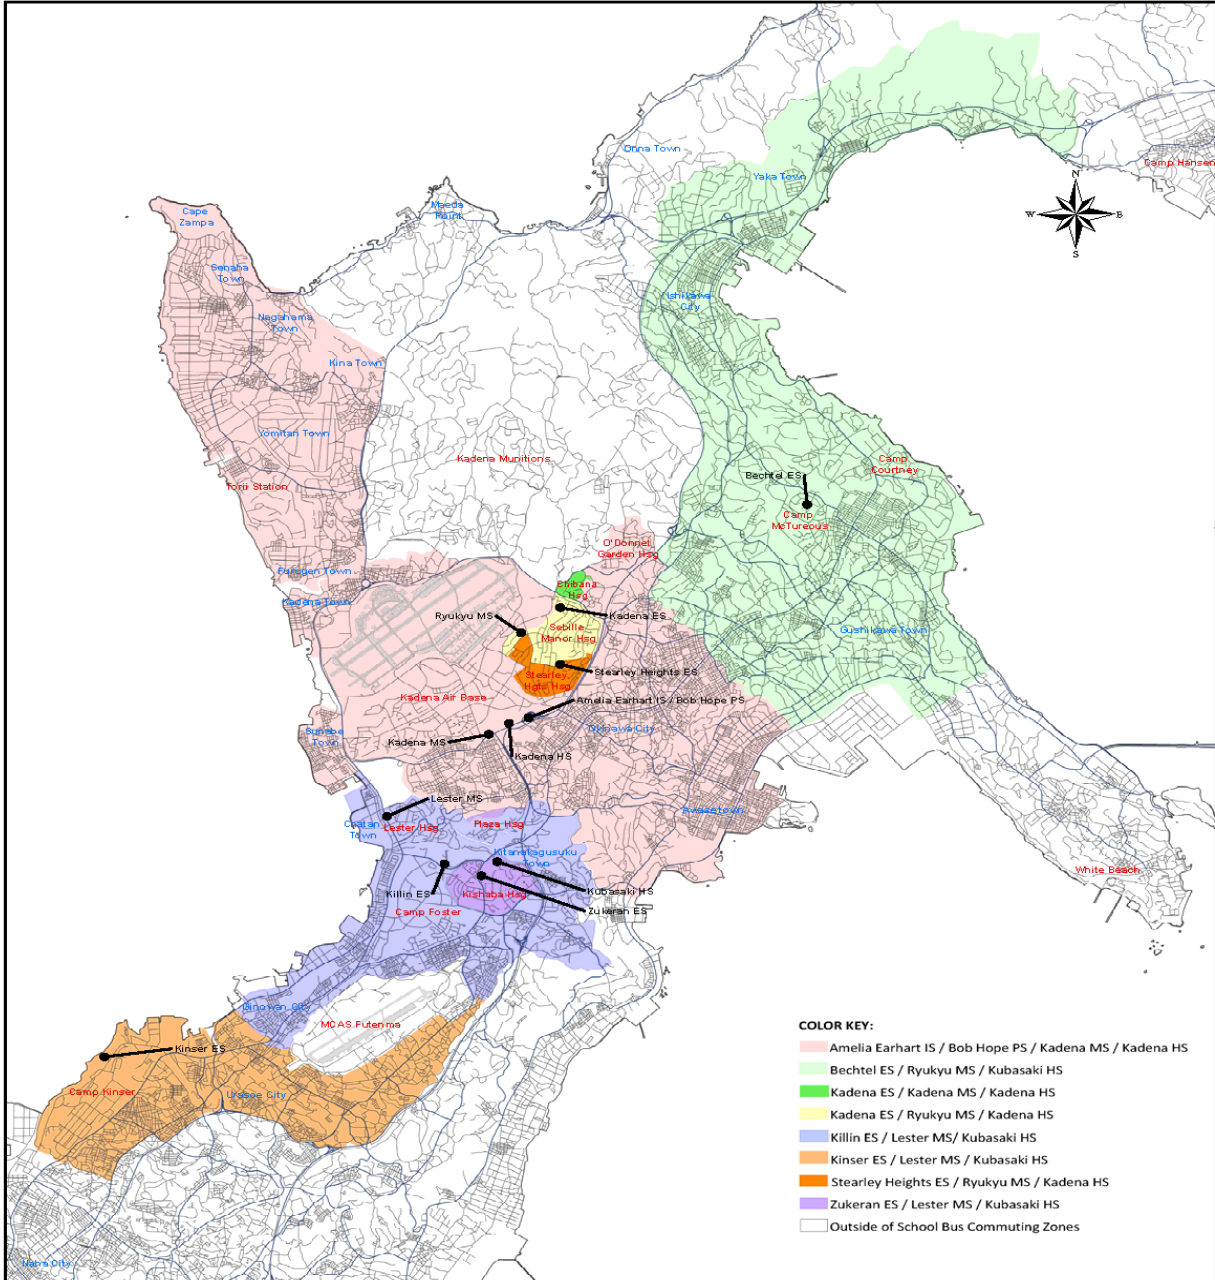 Onna Town
Camp Hansen
Yaka Town
N
W
E
S
Cape
Zampa
Maeda
Point
Senaha
Town
Nagahama
Town
Ishikawa
City
Kina Town
Yomitan Town
Kadena Munitions
Camp
Courtney
Bechtel ES
Torii Station
Camp
McTureous
O'Donnel
Garden Hsg
Furugen Town
Chibana
Hsg
Kadena Town
Ryukyu MS
Kadena ES
Sebille
Manor Hsg
Gushikawa Town
Stearley Heights ES
Stearley
Hgts Hsg
Kadena Air Base
Amelia Earhart IS / Bob Hope PS
Sunabe
Town
Okinawa City
Kadena MS
Kadena HS
Lester MS
Awase town
Chatan
Town
Lester Hsg
Plaza Hsg
Kitanakagusuku
Town
White Beach
Killin ES
Kishaba Hsg
Kubasaki HS
Camp Foster
Zukeran ES
Ginowan City
MCAS Futenma
Kinser ES
Camp Kinser
Urasoe City
Naha City
COLOR KEY:
Amelia Earhart IS / Bob Hope PS / Kadena MS / Kadena HS
Bechtel ES / Ryukyu MS / Kubasaki HS
Kadena ES / Kadena MS / Kadena HS
Kadena ES / Ryukyu MS / Kadena HS
Killin ES / Lester MS/ Kubasaki HS
Kinser ES / Lester MS / Kubasaki HS
Stearley Heights ES / Ryukyu MS / Kadena HS
Zukeran ES / Lester MS / Kubasaki HS
Outside of School Bus Commuting Zones